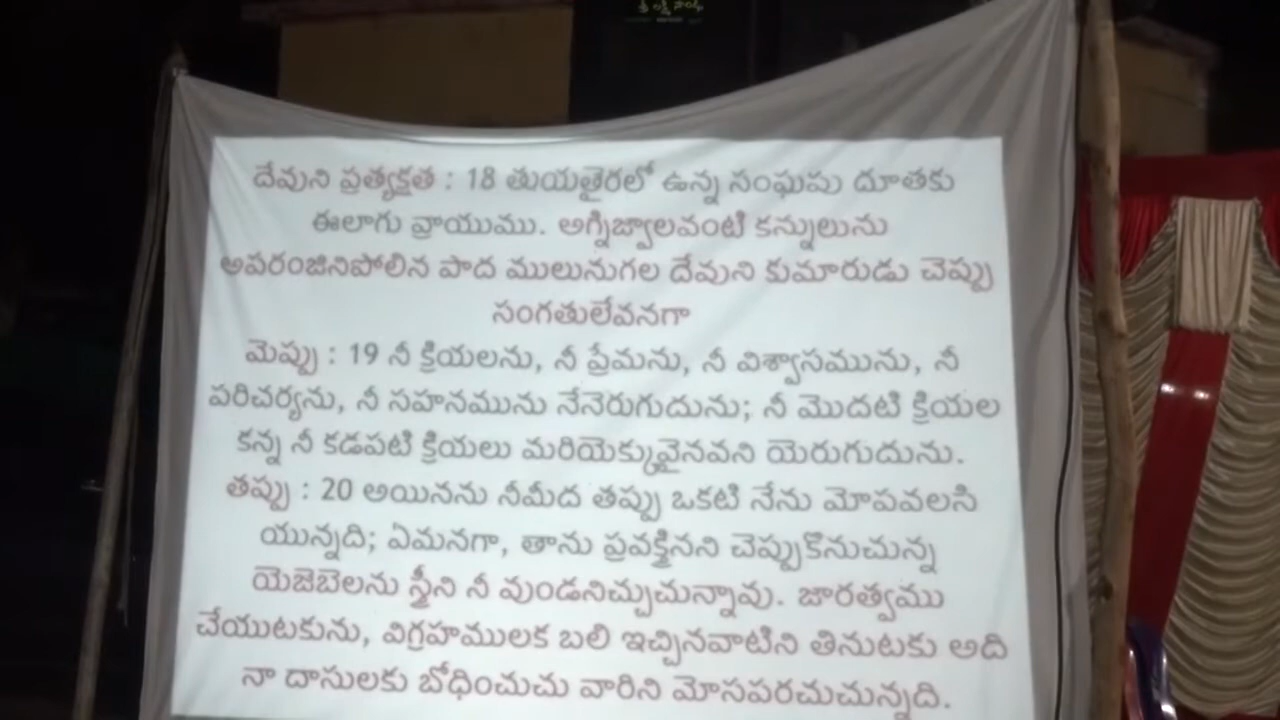 దేవుని ప్రత్యక్షత : 18 తుయతైరలో ఉన్న సంఘపు దూతకు
ఈలాగు వ్రాయుము. అగ్నిజ్వాలవంటి కన్నులును
అపరంజినిపోలిన పాద ములునుగల దేవుని కుమారుడు చెప్పు
సంగతులేవనగా
మెప్పు : 19 నీ క్రియలను, నీ ప్రేమను, నీ విశ్వాసమును, నీ
పరిచర్యను, నీ సహనమును నేనెరుగుదును; నీ మొదటి క్రియల
కన్న నీ కడపటి క్రియలు మరియెక్కువైనవని యెరుగుదును.
తప్పు : 20 అయినను నీమీద తప్పు ఒకటి నేను మోపవలసి
యున్నది; ఏమనగా, తాను ప్రవక్త్రినని చెప్పుకొనుచున్న
యెజెబెలను స్త్రీని నీ వుండనిచ్చుచున్నావు. జారత్వము
చేయుటకును, విగ్రహములక బలి ఇచ్చినవాటిని తినుటకు అది
నా దాసులకు బోధించుచు వారిని మోసపరచుచున్నది.